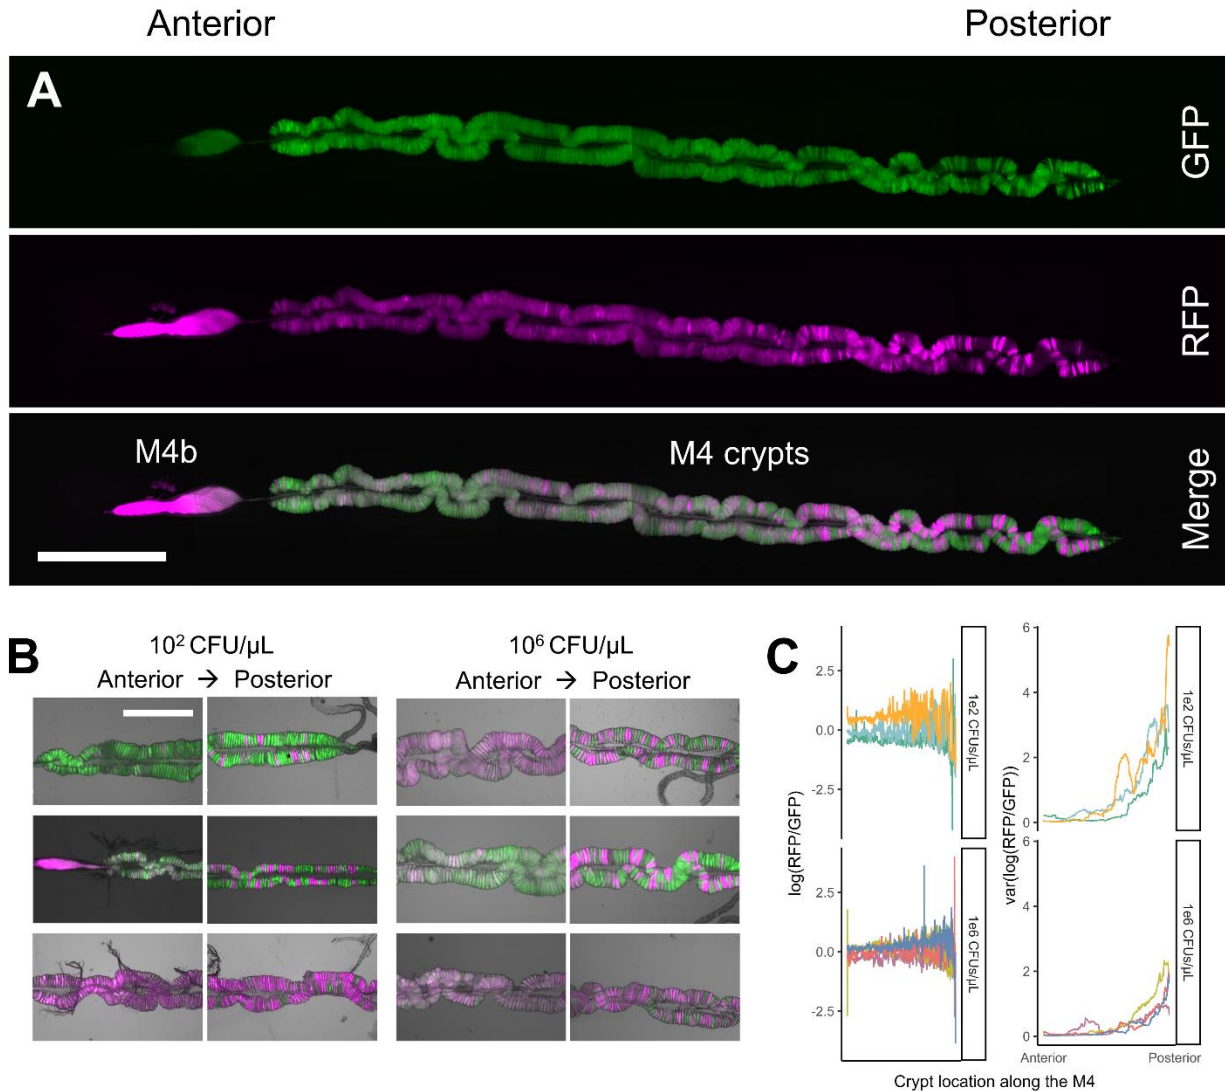 Anterior
Posterior
A
GFP
RFP
M4b
M4 crypts
Merge
B
10² CFU/µL
Anterior → Posterior
10⁶ CFU/µL
Anterior → Posterior
C
log(RFP/GFP)
2.5
0.0
-2.5
1e2 CFUs/µL
2.5
0.0
-2.5
1e6 CFUs/µL
var(log(RFP/GFP))
6
4
2
0
1e2 CFUs/µL
6
4
2
0
1e6 CFUs/µL
Anterior
Posterior
Crypt location along the M4